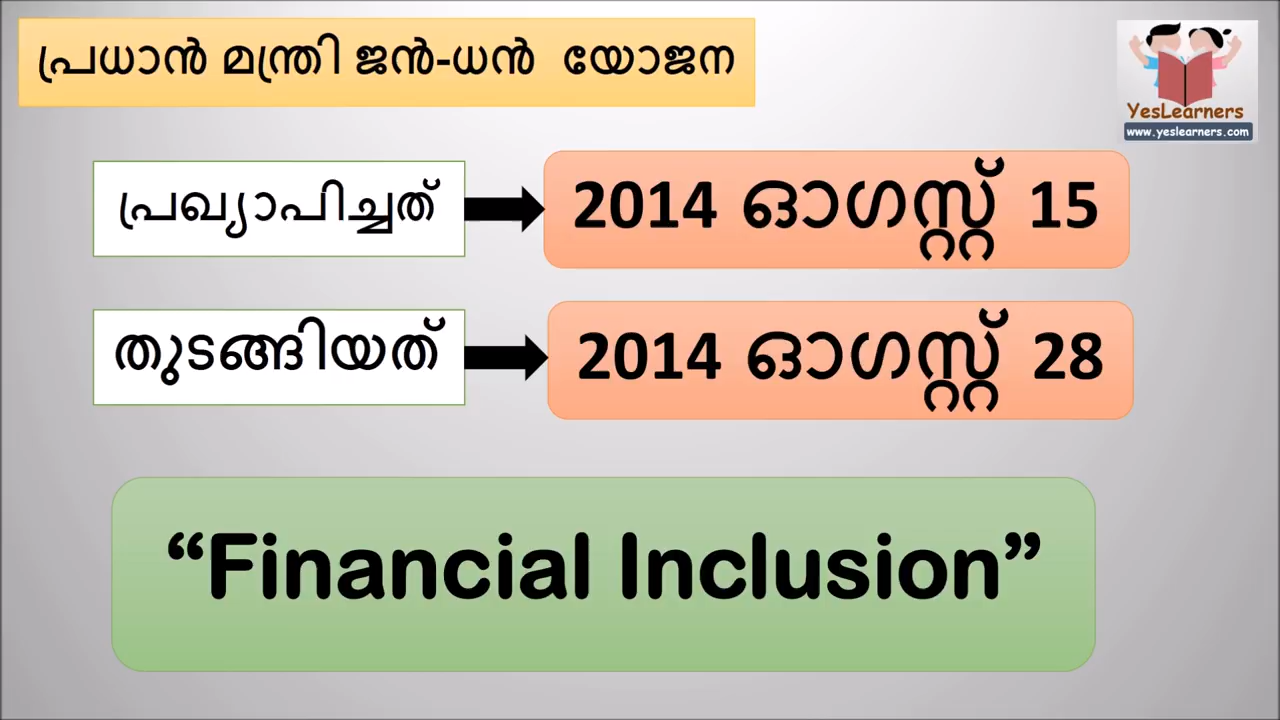 പ്രധാൻ മന്ത്രി ജൻ-ധൻ യോജന
YesLearners
www.yeslearners.com
പ്രഖ്യാപിച്ചത്
2014 ഓഗസ്റ്റ് 15
തുടങ്ങിയത്
2014 ഓഗസ്റ്റ് 28
“Financial Inclusion”